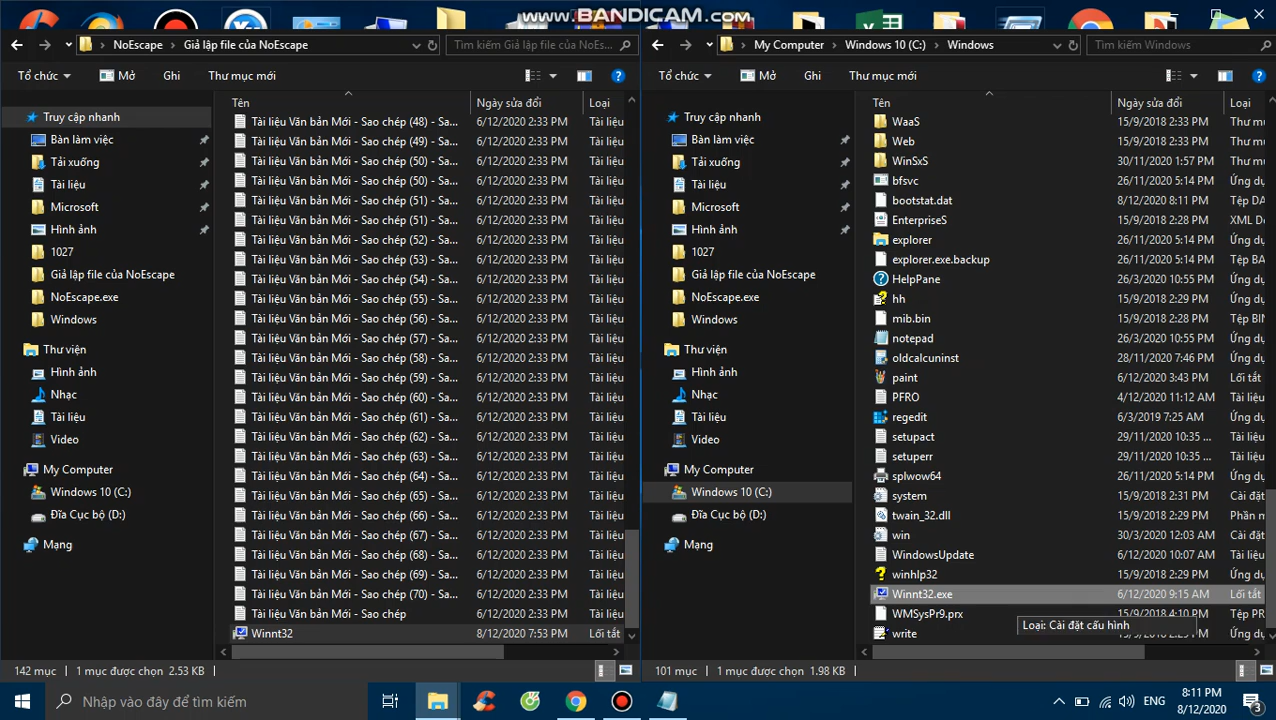 www.BANDICAM.com
NoEscape > Giả lập file của NoEscape
Tìm kiếm Giả lập file của NoEs...
Tổ chức
Mở
Ghi
Thư mục mới
Truy cập nhanh
Bàn làm việc
Tải xuống
Tài liệu
Microsoft
Hình ảnh
1027
Giả lập file của NoEscape
NoEscape.exe
Windows
Thư viện
Hình ảnh
Nhạc
Tài liệu
Video
My Computer
Windows 10 (C:)
Đĩa Cục bộ (D:)
Mạng
Tên Ngày sửa đổi Loại
Tài liệu Văn bản Mới - Sao chép (48) - Sa... 6/12/2020 2:33 PM Tài liệu
Tài liệu Văn bản Mới - Sao chép (49) - Sa... 6/12/2020 2:33 PM Tài liệu
Tài liệu Văn bản Mới - Sao chép (50) - Sa... 6/12/2020 2:33 PM Tài liệu
Tài liệu Văn bản Mới - Sao chép (50) - Sa... 6/12/2020 2:33 PM Tài liệu
Tài liệu Văn bản Mới - Sao chép (51) - Sa... 6/12/2020 2:33 PM Tài liệu
Tài liệu Văn bản Mới - Sao chép (51) - Sa... 6/12/2020 2:33 PM Tài liệu
Tài liệu Văn bản Mới - Sao chép (52) - Sa... 6/12/2020 2:33 PM Tài liệu
Tài liệu Văn bản Mới - Sao chép (53) - Sa... 6/12/2020 2:33 PM Tài liệu
Tài liệu Văn bản Mới - Sao chép (54) - Sa... 6/12/2020 2:33 PM Tài liệu
Tài liệu Văn bản Mới - Sao chép (55) - Sa... 6/12/2020 2:33 PM Tài liệu
Tài liệu Văn bản Mới - Sao chép (56) - Sa... 6/12/2020 2:33 PM Tài liệu
Tài liệu Văn bản Mới - Sao chép (57) - Sa... 6/12/2020 2:33 PM Tài liệu
Tài liệu Văn bản Mới - Sao chép (58) - Sa... 6/12/2020 2:33 PM Tài liệu
Tài liệu Văn bản Mới - Sao chép (59) - Sa... 6/12/2020 2:33 PM Tài liệu
Tài liệu Văn bản Mới - Sao chép (60) - Sa... 6/12/2020 2:33 PM Tài liệu
Tài liệu Văn bản Mới - Sao chép (61) - Sa... 6/12/2020 2:33 PM Tài liệu
Tài liệu Văn bản Mới - Sao chép (62) - Sa... 6/12/2020 2:33 PM Tài liệu
Tài liệu Văn bản Mới - Sao chép (63) - Sa... 6/12/2020 2:33 PM Tài liệu
Tài liệu Văn bản Mới - Sao chép (64) - Sa... 6/12/2020 2:33 PM Tài liệu
Tài liệu Văn bản Mới - Sao chép (65) - Sa... 6/12/2020 2:33 PM Tài liệu
Tài liệu Văn bản Mới - Sao chép (66) - Sa... 6/12/2020 2:33 PM Tài liệu
Tài liệu Văn bản Mới - Sao chép (67) - Sa... 6/12/2020 2:33 PM Tài liệu
Tài liệu Văn bản Mới - Sao chép (68) - Sa... 6/12/2020 2:33 PM Tài liệu
Tài liệu Văn bản Mới - Sao chép (69) - Sa... 6/12/2020 2:33 PM Tài liệu
Tài liệu Văn bản Mới - Sao chép (70) - Sa... 6/12/2020 2:33 PM Tài liệu
Tài liệu Văn bản Mới - Sao chép 6/12/2020 2:33 PM Tài liệu
Winnt32 8/12/2020 7:53 PM Lối tắt
142 mục 1 mục được chọn 2.53 KB
My Computer > Windows 10 (C:) > Windows
Tìm kiếm Windows
Tổ chức
Mở
Ghi
Thư mục mới
Truy cập nhanh
Bàn làm việc
Tải xuống
Tài liệu
Microsoft
Hình ảnh
1027
Giả lập file của NoEscape
NoEscape.exe
Windows
Thư viện
Hình ảnh
Nhạc
Tài liệu
Video
My Computer
Windows 10 (C:)
Đĩa Cục bộ (D:)
Mạng
Tên Ngày sửa đổi Loại
WaaS 15/9/2018 2:33 PM Thư mụ
Web 15/9/2018 2:33 PM Thư mụ
WinSxS 30/11/2020 1:57 PM Thư mụ
bfsvc 26/11/2020 5:14 PM Ứng dụ
bootstat.dat 8/12/2020 8:11 PM Tệp DA
EnterpriseS 15/9/2018 2:28 PM XML D
explorer 26/11/2020 5:14 PM Ứng dụ
explorer.exe.backup 26/11/2020 5:14 PM Ứng dụ
HelpPane 26/11/2020 10:55 PM Ứng dụ
hh 15/9/2018 2:29 PM Ứng dụ
mib.bin 15/9/2018 2:28 PM Tệp BIN
notepad 26/11/2020 10:55 PM Ứng dụ
oldcalcuninst 25/11/2020 7:46 PM Ứng dụ
paint 6/12/2020 3:43 PM Lối tắt
PFRO 4/12/2020 11:12 AM Tài liệu
regedit 6/3/2019 7:25 AM Ứng dụ
setupact 29/11/2020 10:35 ... Tài liệu
setuperr 29/11/2020 10:35 ... Tài liệu
splwow64 26/11/2020 5:14 PM Ứng dụ
system 15/9/2018 2:31 PM Cài đặt
twain_32.dll 15/9/2018 2:29 PM Phần m
win 30/3/2020 12:03 AM Cài đặt
WindowsUpdate 6/12/2020 10:07 AM Tài liệu
winhlp32 15/9/2018 2:29 PM Ứng dụ
Winnt32.exe 6/12/2020 9:15 AM Lối tắt
WMSysPr9.prx 15/9/2018 4:10 PM Tệp PR
write
Loại: Cài đặt cấu hình
101 mục 1 mục được chọn 1.98 KB
Nhập vào đây để tìm kiếm
ENG
8:11 PM
8/12/2020
3